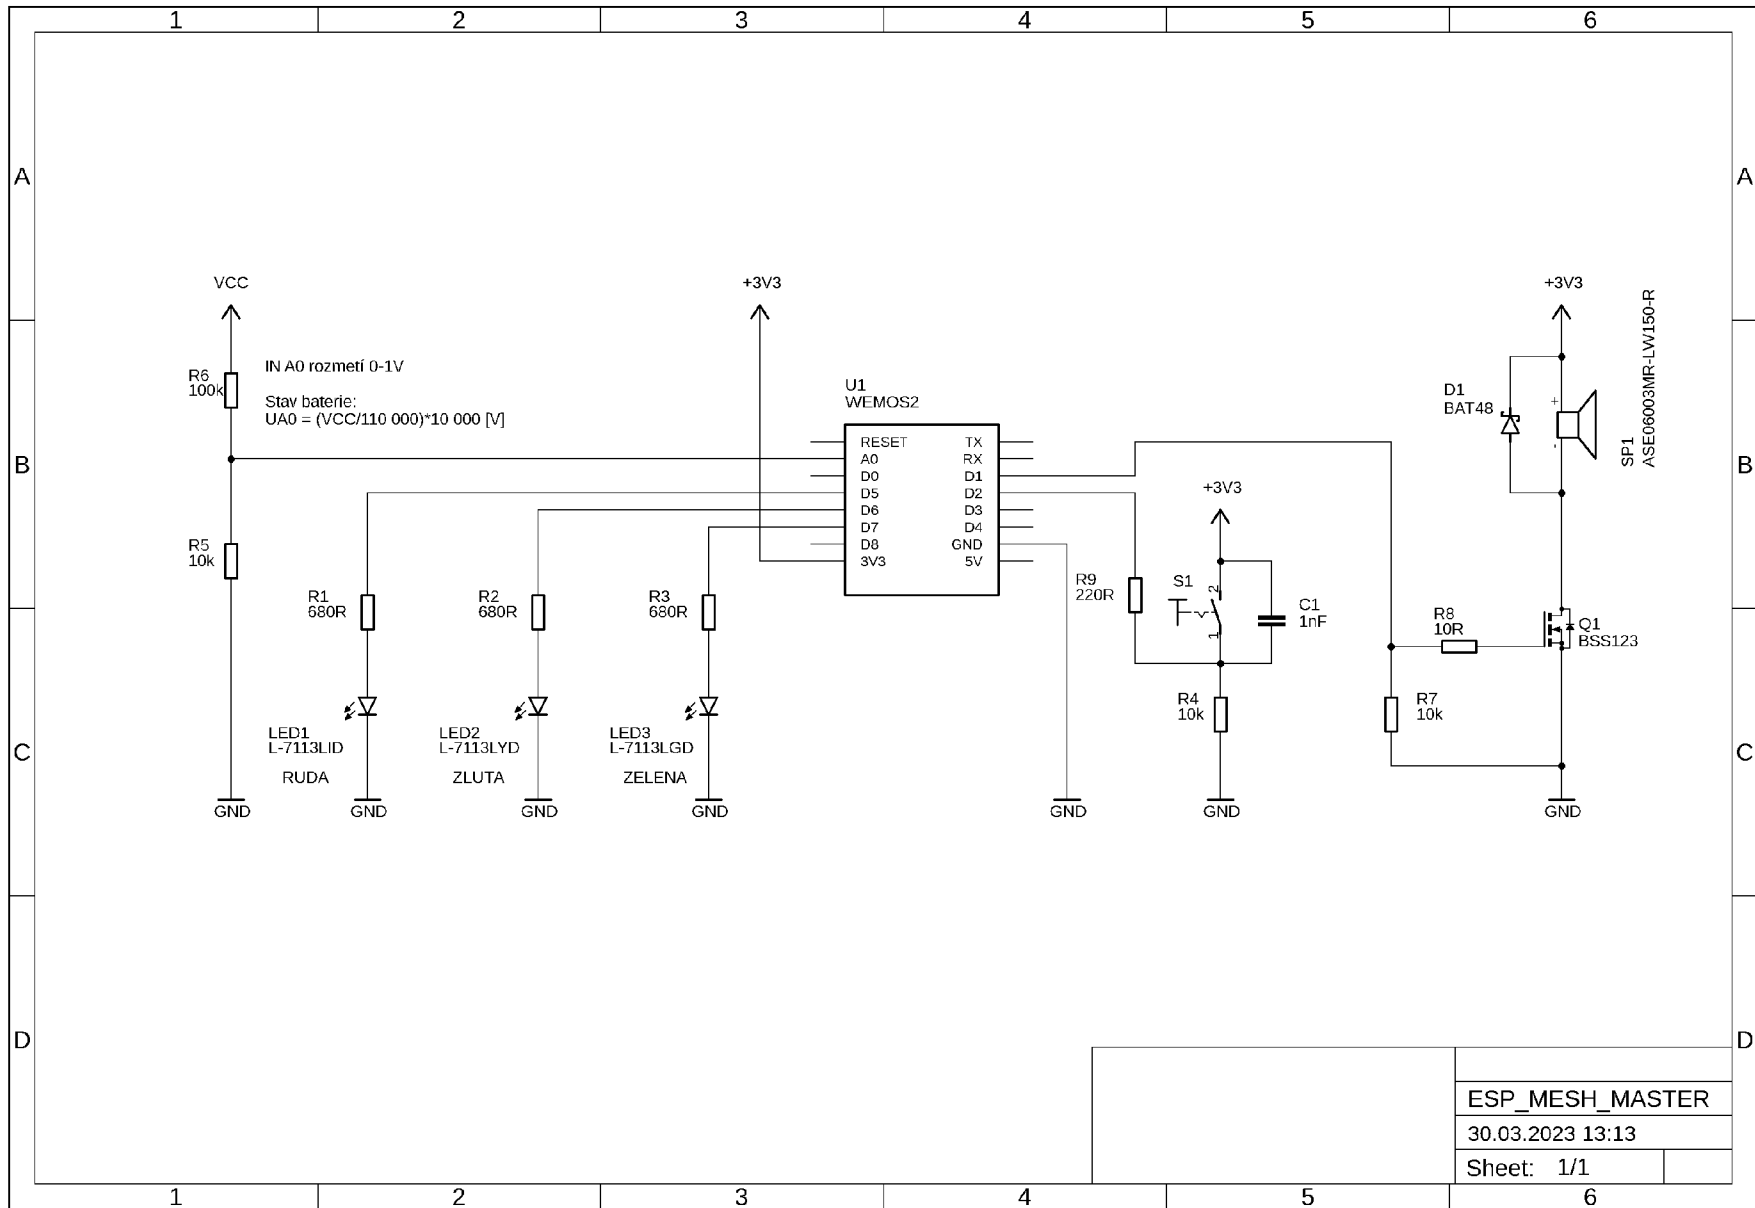 1 2 3 4 5 6
A A
VCC
+3V3
+3V3
R6
100k
IN A0 rozmetí 0-1V
Stav baterie:
UA0 = (VCC/110 000)*10 000 [V]
U1
WEMOS2
D1
BAT48
+
-
SP1
ASE06003MR-LW150-R
B B
RESET TX
A0 RX
D0 D1
D5 D2
D6 D3
D7 D4
D8 GND
3V3 5V
+3V3
R5
10k
R1
680R
R2
680R
R3
680R
R9
220R
S1
2
1
C1
1nF
R8
10R
Q1
BSS123
R4
10k
R7
10k
C C
LED1
L-7113LID
RUDA
LED2
L-7113LYD
ZLUTA
LED3
L-7113LGD
ZELENA
GND GND GND GND GND GND GND
D D
ESP_MESH_MASTER
30.03.2023 13:13
Sheet: 1/1
1 2 3 4 5 6